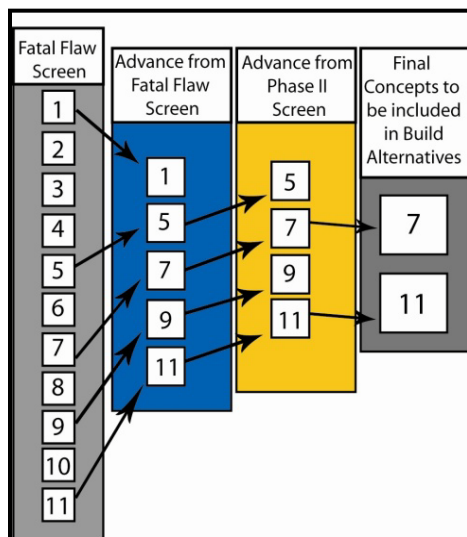 Fatal Flaw
Screen
1
2
3
4
5
6
7
8
9
10
11
Advance from
Fatal Flaw
Screen
1
5
7
9
11
Advance from
Phase II
Screen
5
7
9
11
Final
Concepts to
be included
in Build
Alternatives
7
11